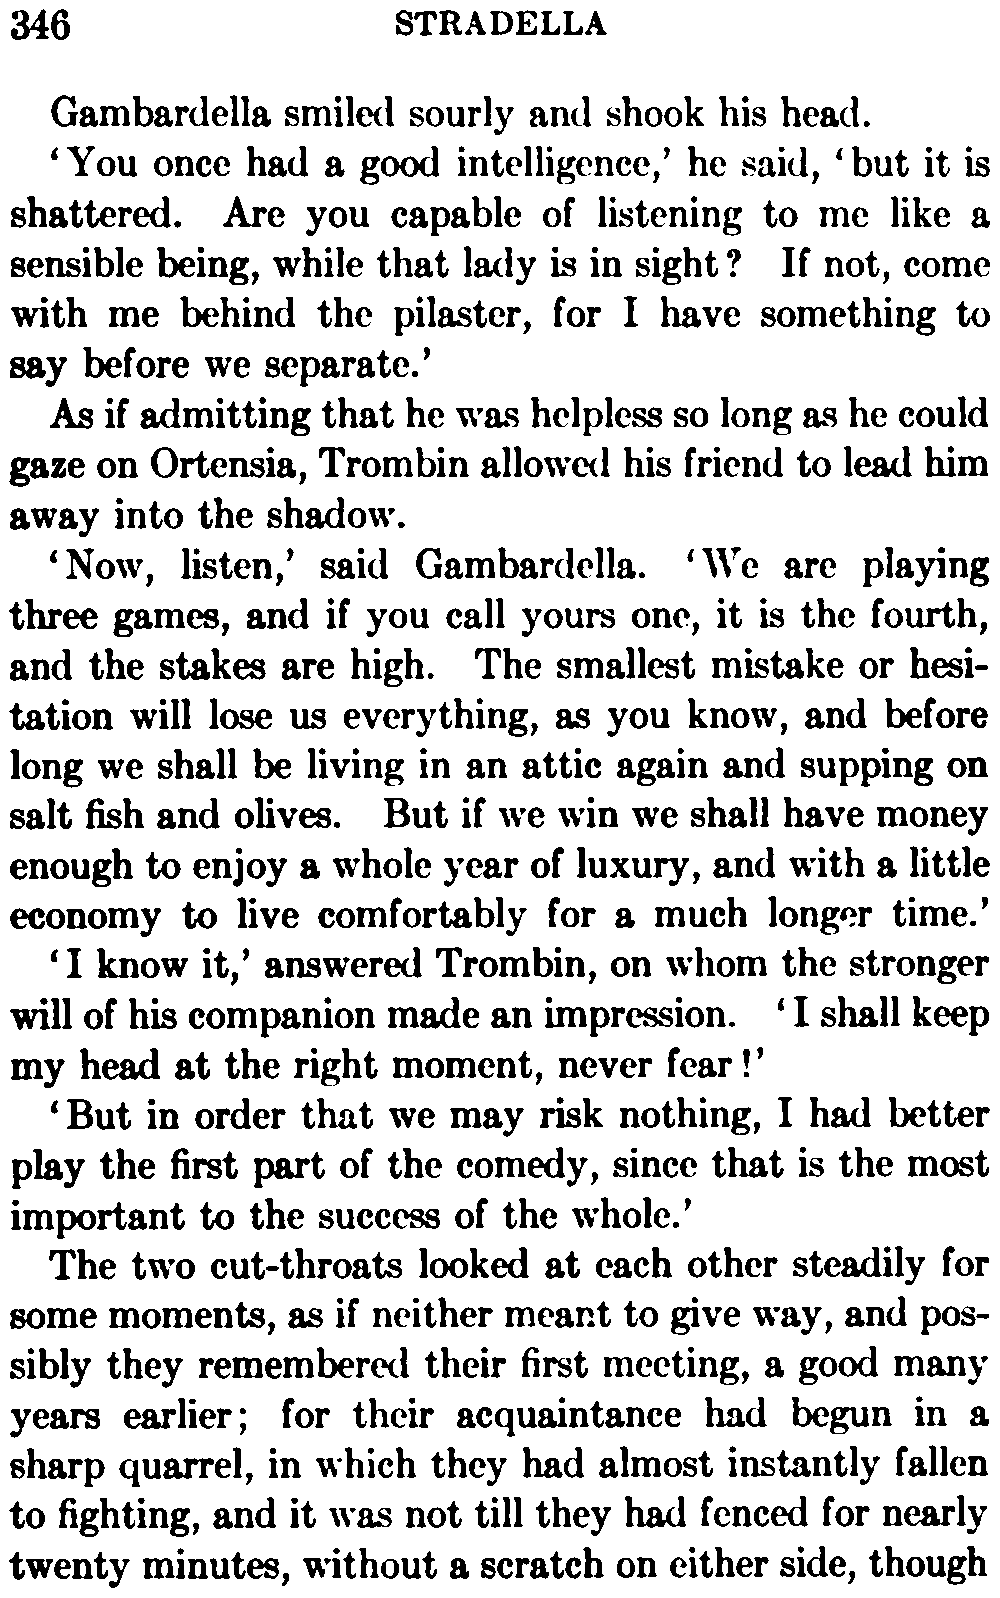 346 STRADELLA
Gambardella smiled sourly and shook his head.
'You once had a good intelligence,' he said, 'but it is
shattered. Are you capable of listening to me like a
sensible being, while that lady is in sight? If not, come
with me behind the pilaster, for I have something to
say before we separate.'
As if admitting that he was helpless so long as he could
gaze on Ortensia, Trombin allowed his friend to lead him
away into the shadow.
'Now, listen,' said Gambardella. 'We are playing
three games, and if you call yours one, it is the fourth,
and the stakes are high. The smallest mistake or hesi-
tation will lose us everything, as you know, and before
long we shall be living in an attic again and supping on
salt fish and olives. But if we win we shall have money
enough to enjoy a whole year of luxury, and with a little
economy to live comfortably for a much longer time.'
'I know it,' answered Trombin, on whom the stronger
will of his companion made an impression. 'I shall keep
my head at the right moment, never fear!'
'But in order that we may risk nothing, I had better
play the first part of the comedy, since that is the most
important to the success of the whole.'
The two cut-throats looked at each other steadily for
some moments, as if neither meant to give way, and pos-
sibly they remembered their first meeting, a good many
years earlier; for their acquaintance had begun in a
sharp quarrel, in which they had almost instantly fallen
to fighting, and it was not till they had fenced for nearly
twenty minutes, without a scratch on either side, though